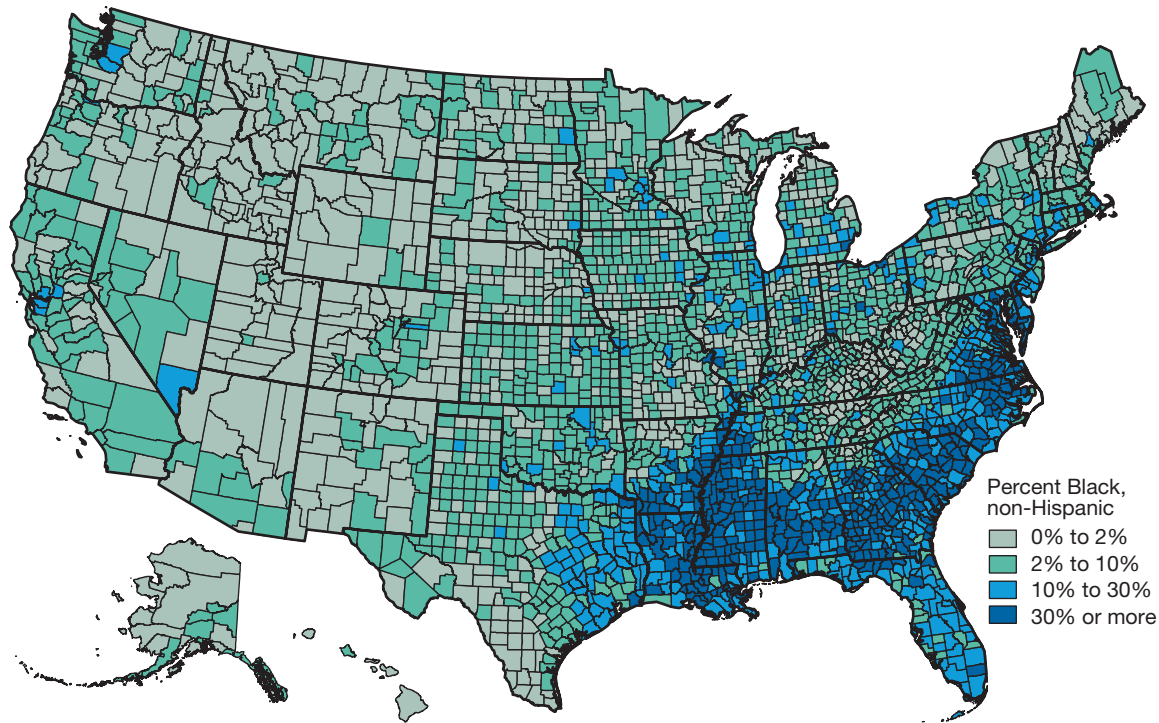 Percent Black,
non-Hispanic
0% to 2%
2% to 10%
10% to 30%
30% or more